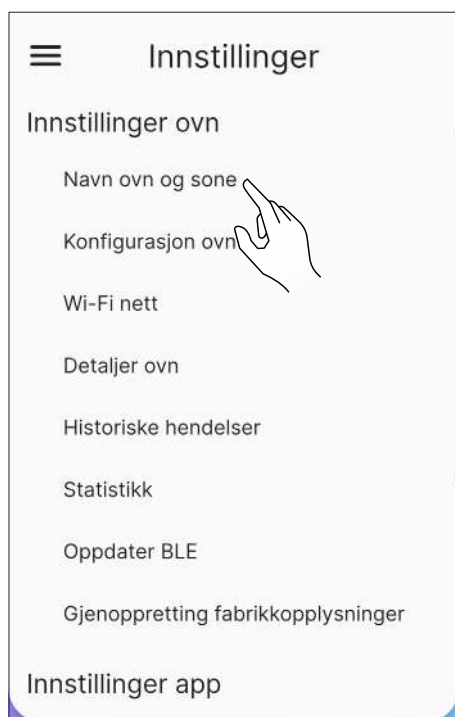 Innstillinger
Innstillinger ovn
Navn ovn og sone
Konfigurasjon ovn
Wi-Fi nett
Detaljer ovn
Historiske hendelser
Statistikk
Oppdater BLE
Gjenoppretting fabrikkopplysninger
Innstillinger app